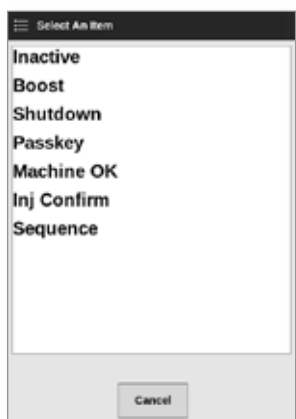 Select An Item
Inactive
Boost
Shutdown
Passkey
Machine OK
Inj Confirm
Sequence
Cancel